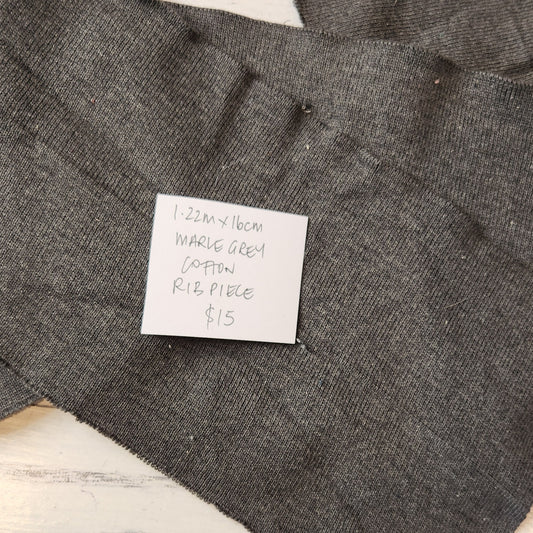 1.22m x 16cm
MARLE GREY
COTTON
RIB PIECE
$15